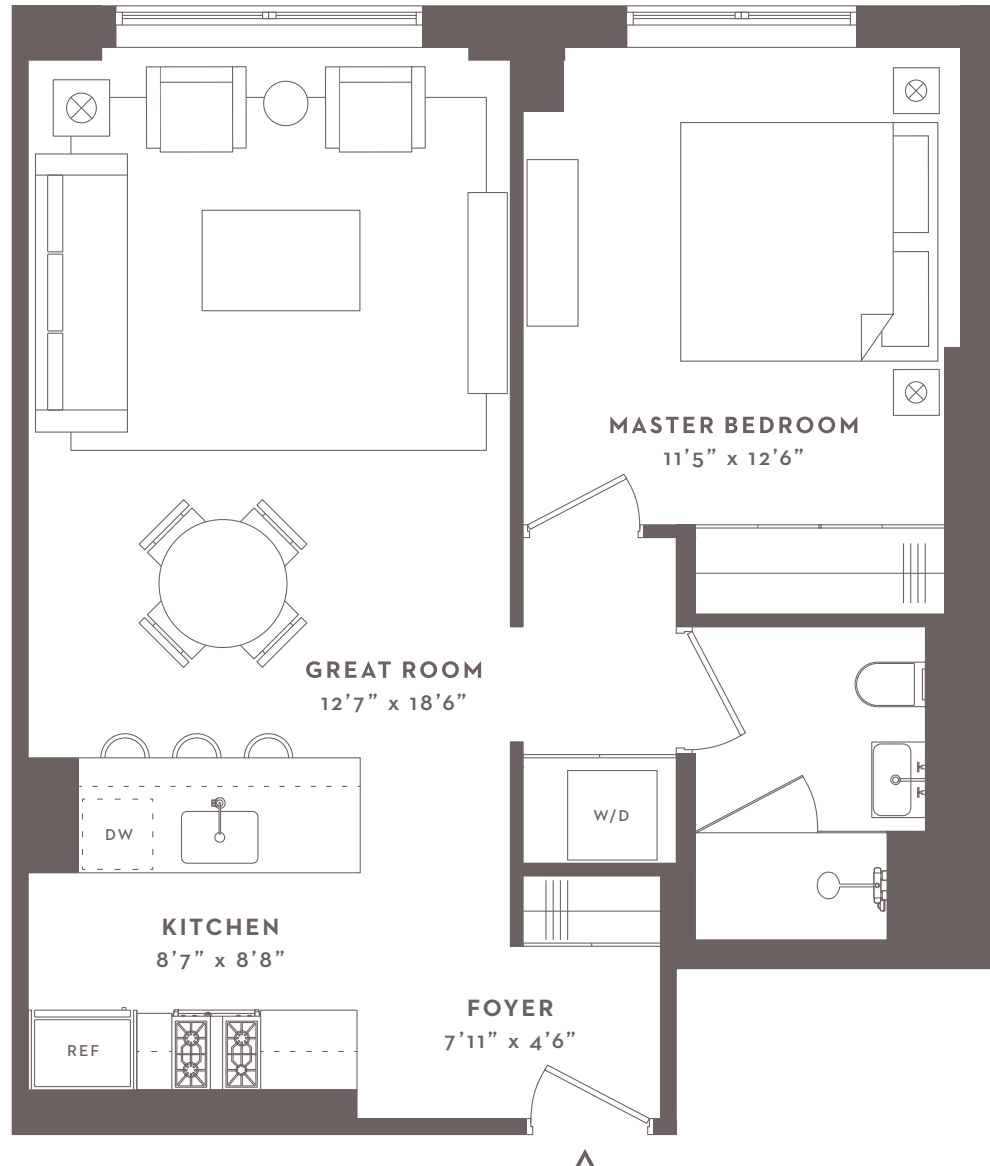 MASTER BEDROOM
11’5” x 12’6”
GREAT ROOM
12’7” x 18’6”
W/D
DW
KITCHEN
8’7” x 8’8”
FOYER
7’11” x 4’6”
REF